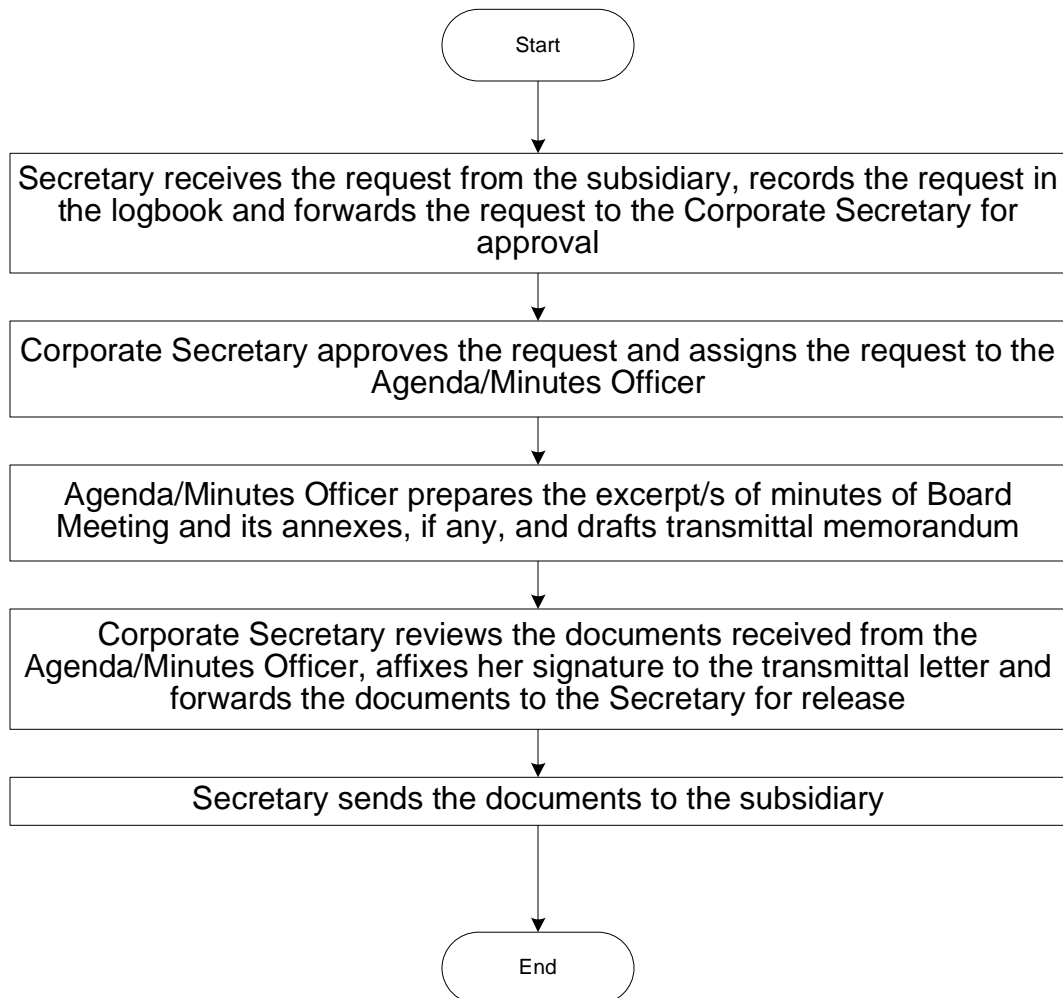 Start
Secretary receives the request from the subsidiary, records the request in
the logbook and forwards the request to the Corporate Secretary for
approval
Corporate Secretary approves the request and assigns the request to the
Agenda/Minutes Officer
Agenda/Minutes Officer prepares the excerpt/s of minutes of Board
Meeting and its annexes, if any, and drafts transmittal memorandum
Corporate Secretary reviews the documents received from the
Agenda/Minutes Officer, affixes her signature to the transmittal letter and
forwards the documents to the Secretary for release
Secretary sends the documents to the subsidiary
End